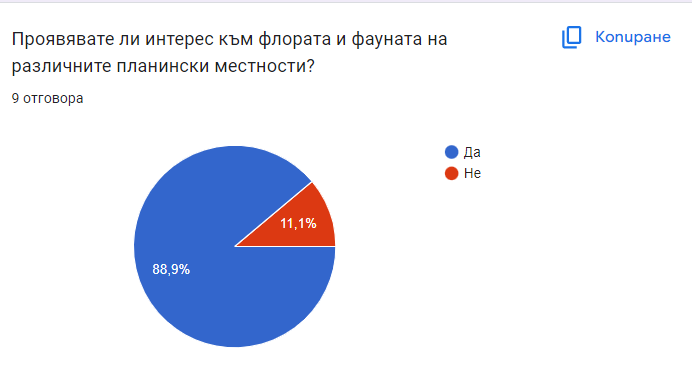 Проявявате ли интерес към флората и фауната на
различните планински местности?
Копиране
9 отговора
Да
Не
11,1%
88,9%